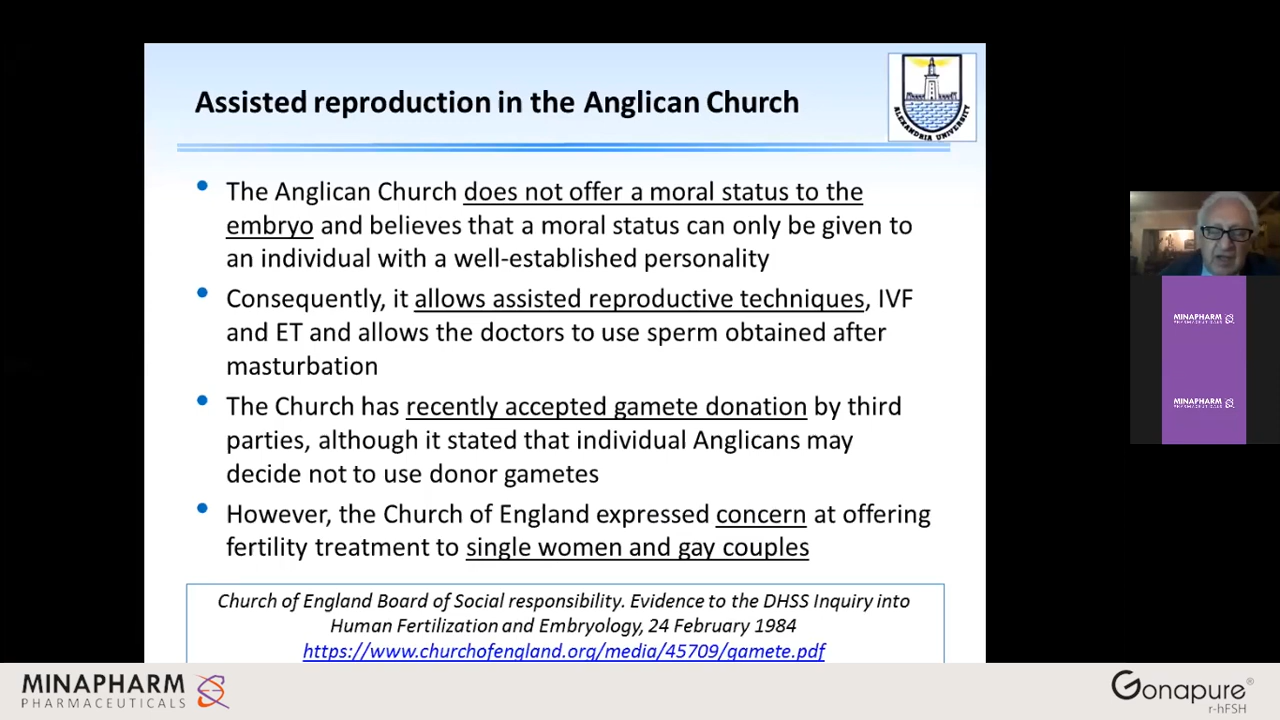 Assisted reproduction in the Anglican Church
ALEXANDRIA UNIVERSITY
• The Anglican Church does not offer a moral status to the
embryo and believes that a moral status can only be given to
an individual with a well-established personality
• Consequently, it allows assisted reproductive techniques, IVF
and ET and allows the doctors to use sperm obtained after
masturbation
• The Church has recently accepted gamete donation by third
parties, although it stated that individual Anglicans may
decide not to use donor gametes
• However, the Church of England expressed concern at offering
fertility treatment to single women and gay couples
Church of England Board of Social responsibility. Evidence to the DHSS Inquiry into
Human Fertilization and Embryology, 24 February 1984
https://www.churchofengland.org/media/45709/gamete.pdf
MINAPHARM
PHARMACEUTICALS
MINAPHARM
PHARMACEUTICALS
MINAPHARM
PHARMACEUTICALS
Gonapure®
r-hFSH